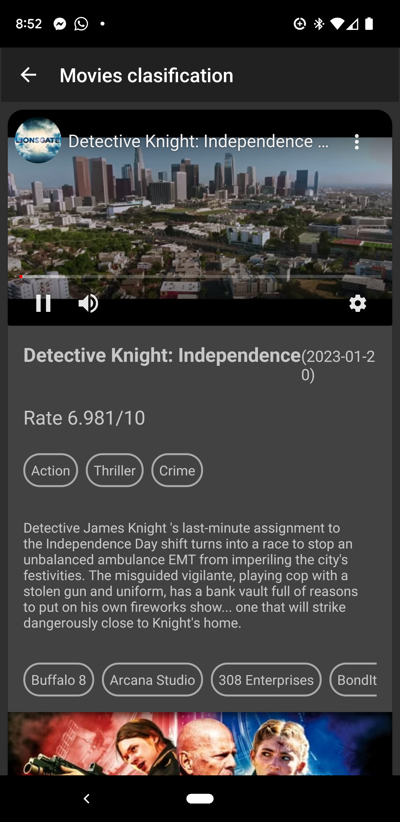 8:52
Movies clasification
LIONSGATE
Detective Knight: Independence ...
Detective Knight: Independence
(2023-01-2
0)
Rate 6.981/10
Action
Thriller
Crime
Detective James Knight 's last-minute assignment to
the Independence Day shift turns into a race to stop an
unbalanced ambulance EMT from imperiling the city's
festivities. The misguided vigilante, playing cop with a
stolen gun and uniform, has a bank vault full of reasons
to put on his own fireworks show... one that will strike
dangerously close to Knight's home.
Buffalo 8
Arcana Studio
308 Enterprises
BondIt